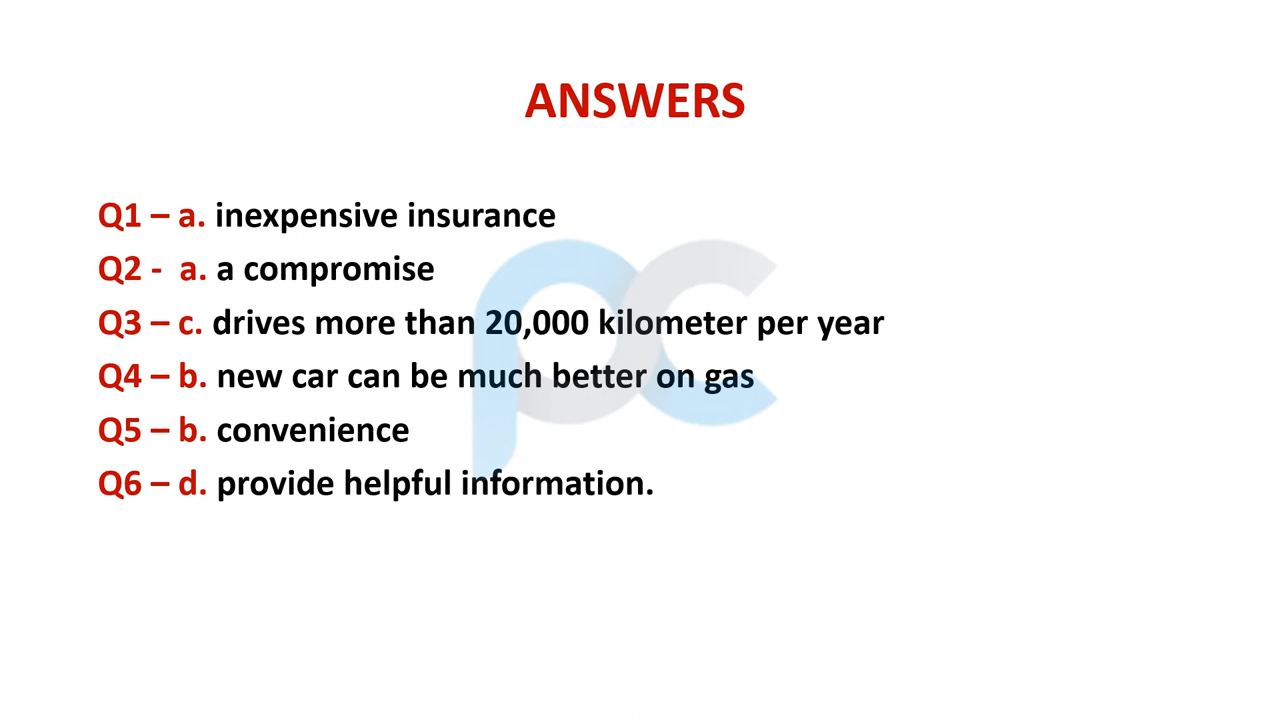 ANSWERS
Q1 – a. inexpensive insurance
Q2 -  a. a compromise
Q3 – c. drives more than 20,000 kilometer per year
Q4 – b. new car can be much better on gas
Q5 – b. convenience
Q6 – d. provide helpful information.
pc